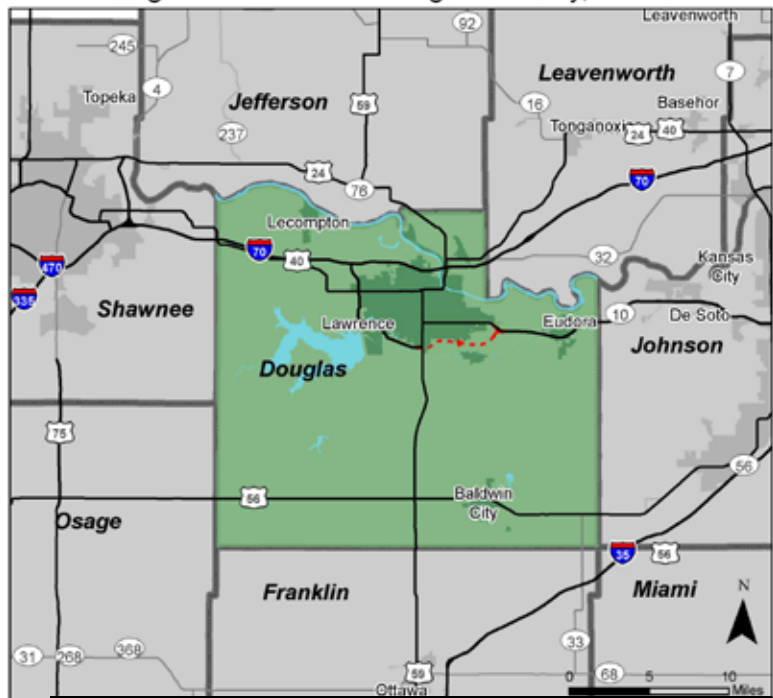 Leavenworth
92
245
7
4
Leavenworth
Topeka
Jefferson
59
16
Basehor
237
Tonganoxie
24
40
24
76
70
Lecompton
70
40
32
Kansas
City
470
335
Shawnee
Lawrence
Eudora
10
De Soto
Douglas
Johnson
75
56
56
Baldwin
City
Osage
35
56
Franklin
Miami
N
33
31
268
368
59
68
0
5
10
Miles
Ottawa